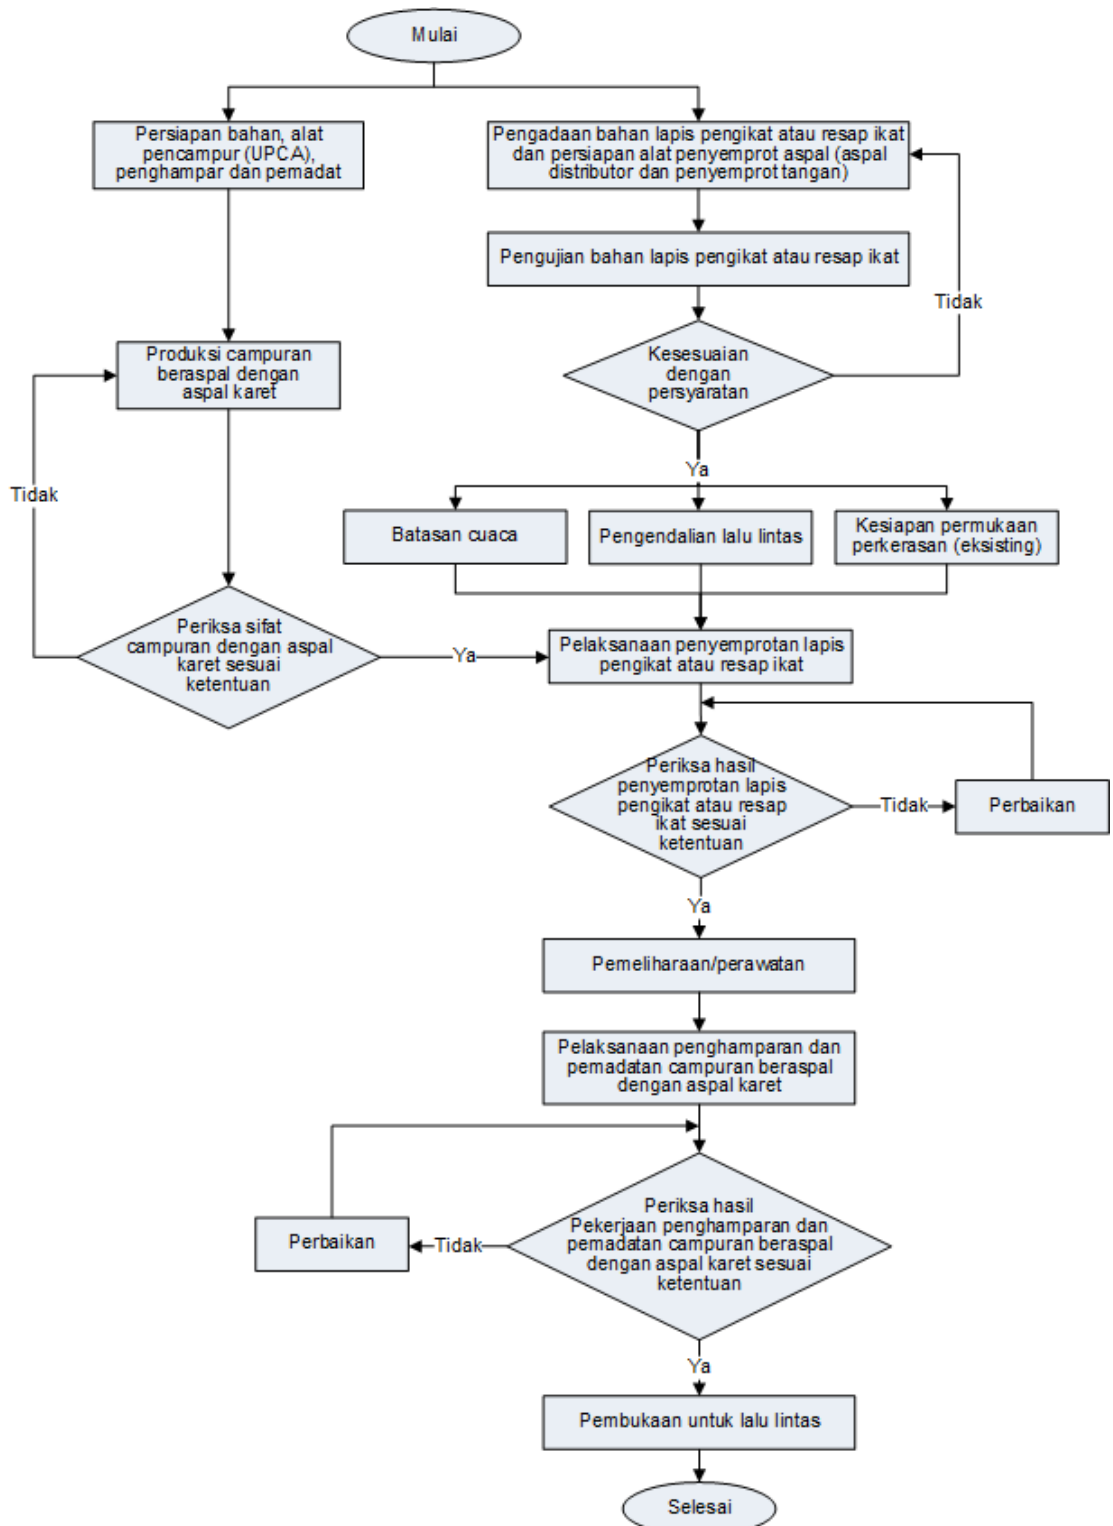 Mulai
Persiapan bahan, alat
pencampur (UPCA),
penghampar dan pemadat
Pengadaan bahan lapis pengikat atau resap ikat
dan persiapan alat penyemprot aspal (aspal
distributor dan penyemprot tangan)
Pengujian bahan lapis pengikat atau resap ikat
Tidak
Produksi campuran
beraspal dengan
aspal karet
Kesesuaian
dengan
persyaratan
Tidak
Ya
Batasan cuaca
Pengendalian lalu lintas
Kesiapan permukaan
perkerasan (eksisting)
Periksa sifat
campuran dengan aspal
karet sesuai
ketentuan
Ya
Pelaksanaan penyemprotan lapis
pengikat atau resap ikat
Periksa hasil
penyemprotan lapis
pengikat atau resap
ikat sesuai
ketentuan
Tidak
Perbaikan
Ya
Pemeliharaan/perawatan
Pelaksanaan penghamparan dan
pemadatan campuran beraspal
dengan aspal karet
Periksa hasil
Pekerjaan penghamparan dan
pemadatan campuran beraspal
dengan aspal karet sesuai
ketentuan
Tidak
Perbaikan
Ya
Pembukaan untuk lalu lintas
Selesai